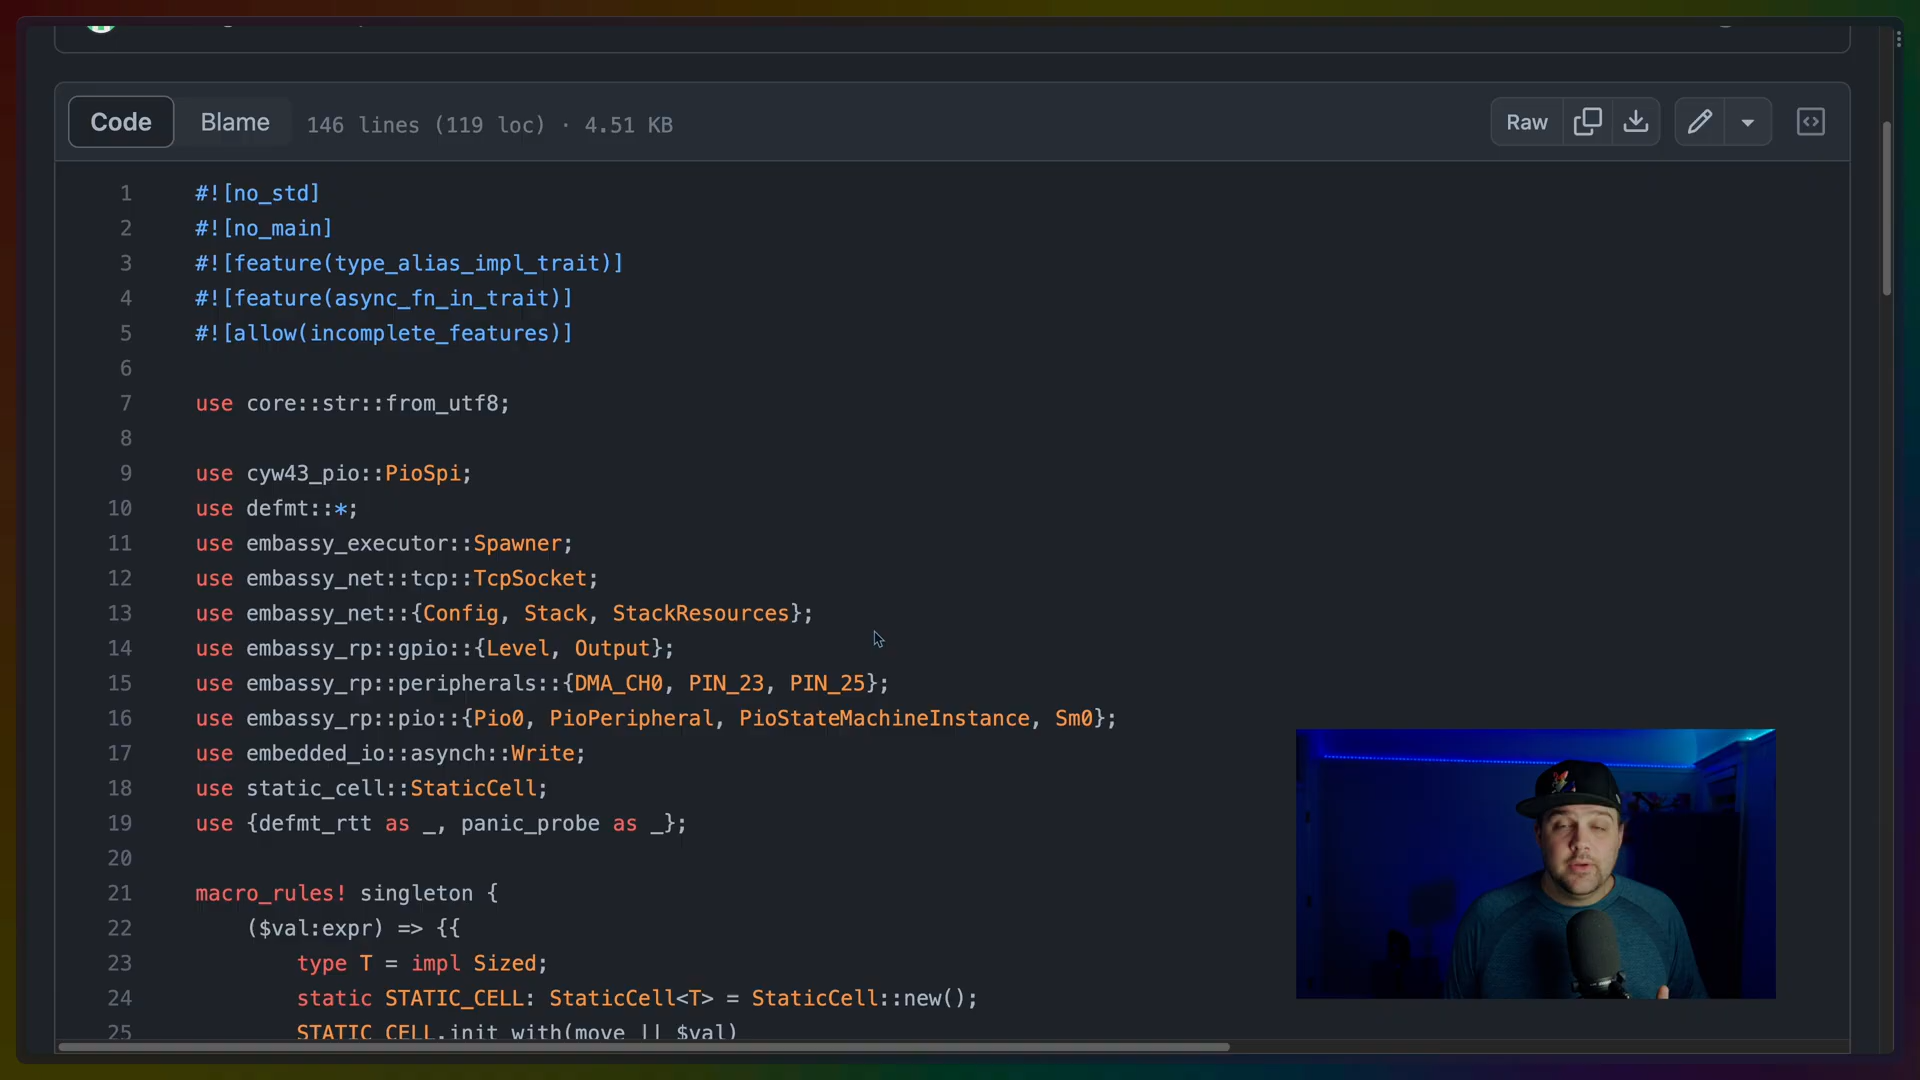 Code Blame 146 lines (119 loc) · 4.51 KB Raw
1 #![no_std]
2 #![no_main]
3 #![feature(type_alias_impl_trait)]
4 #![feature(async_fn_in_trait)]
5 #![allow(incomplete_features)]
6
7 use core::str::from_utf8;
8
9 use cyw43_pio::PioSpi;
10 use defmt::*;
11 use embassy_executor::Spawner;
12 use embassy_net::tcp::TcpSocket;
13 use embassy_net::{Config, Stack, StackResources};
14 use embassy_rp::gpio::{Level, Output};
15 use embassy_rp::peripherals::{DMA_CH0, PIN_23, PIN_25};
16 use embassy_rp::pio::{Pio0, PioPeripheral, PioStateMachineInstance, Sm0};
17 use embedded_io::asynch::Write;
18 use static_cell::StaticCell;
19 use {defmt_rtt as _, panic_probe as _};
20
21 macro_rules! singleton {
22 ($val:expr) => {{
23 type T = impl Sized;
24 static STATIC_CELL: StaticCell<T> = StaticCell::new();
25 STATIC_CELL.init_with(move || $val)